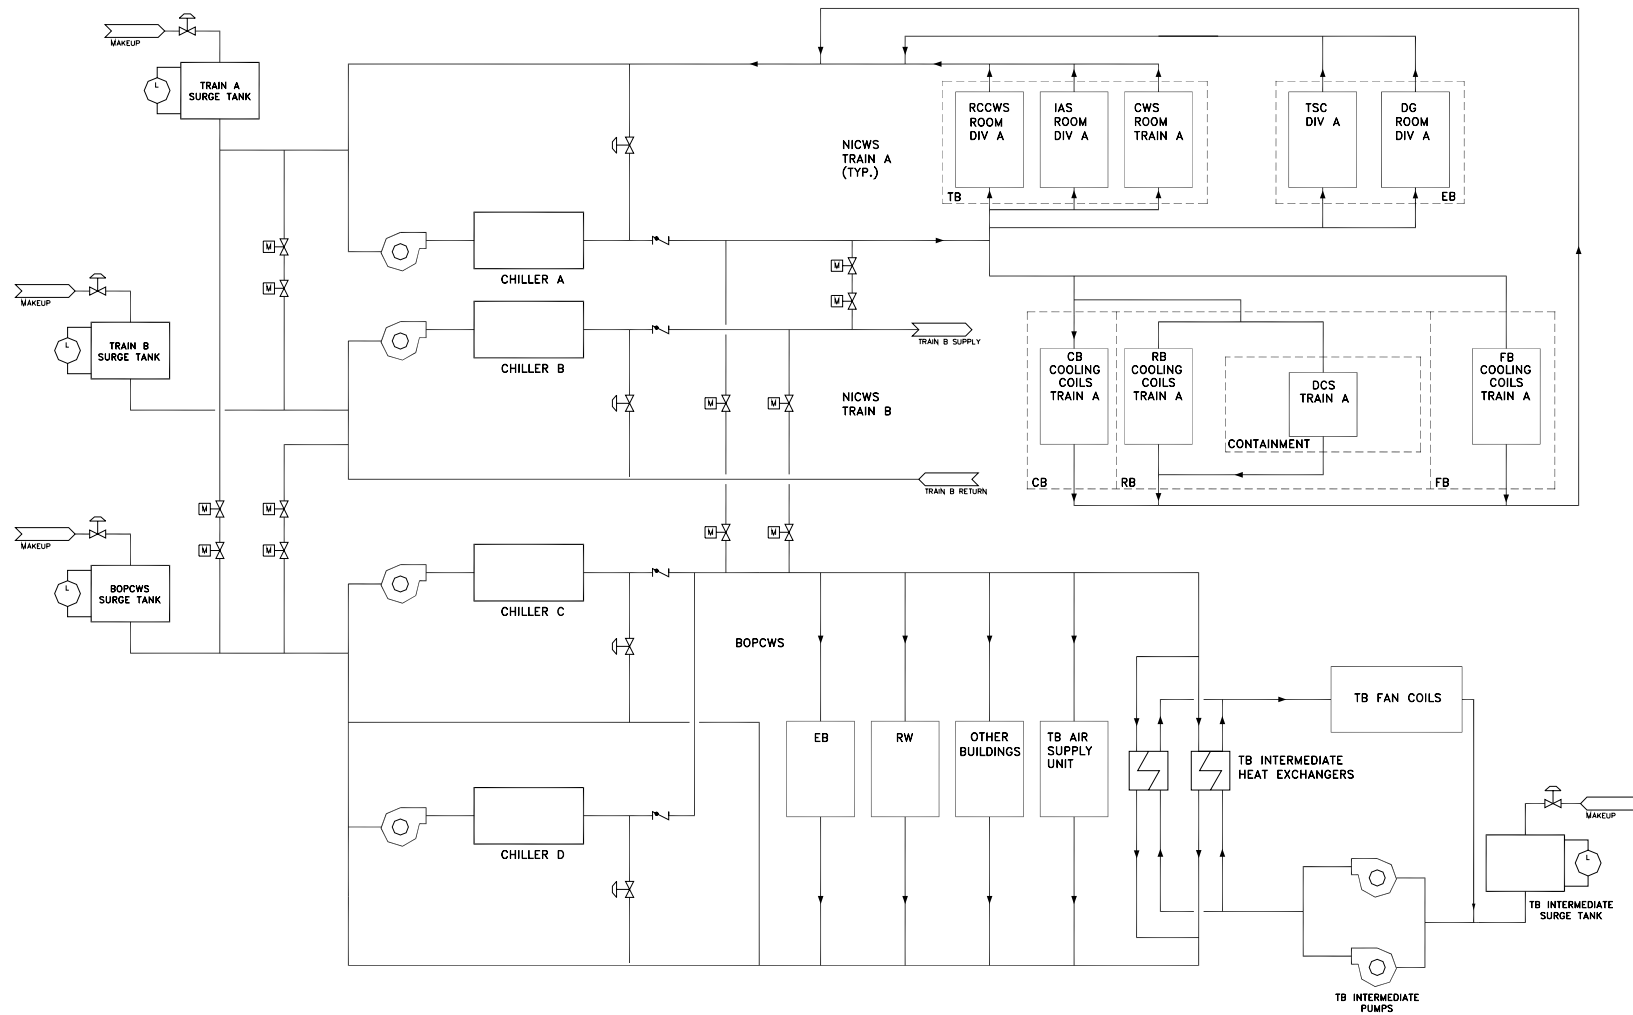 MAKEUP
L
TRAIN A
SURGE TANK
RCCWS
ROOM
DIV A
IAS
ROOM
DIV A
CWS
ROOM
TRAIN A
TSC
DIV A
DG
ROOM
DIV A
NICWS
TRAIN A
(TYP.)
TB
EB
M
M
CHILLER A
M
M
MAKEUP
L
TRAIN B
SURGE TANK
CHILLER B
TRAIN B SUPPLY
NICWS
TRAIN B
M
M
CB
COOLING
COILS
TRAIN A
RB
COOLING
COILS
TRAIN A
DCS
TRAIN A
CONTAINMENT
FB
COOLING
COILS
TRAIN A
CB
RB
FB
TRAIN B RETURN
M
M
M
M
M
M
MAKEUP
L
BOPCWS
SURGE TANK
CHILLER C
BOPCWS
EB
RW
OTHER
BUILDINGS
TB AIR
SUPPLY
UNIT
TB FAN COILS
TB INTERMEDIATE
HEAT EXCHANGERS
CHILLER D
MAKEUP
L
TB INTERMEDIATE
SURGE TANK
TB INTERMEDIATE
PUMPS